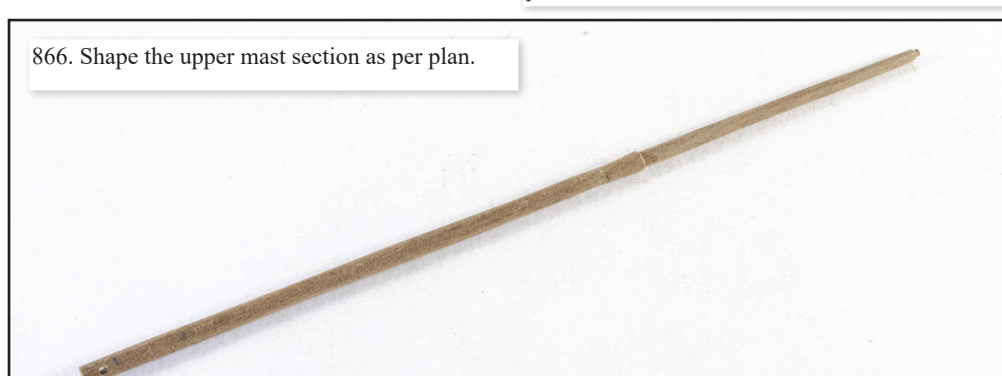 866. Shape the upper mast section as per plan.